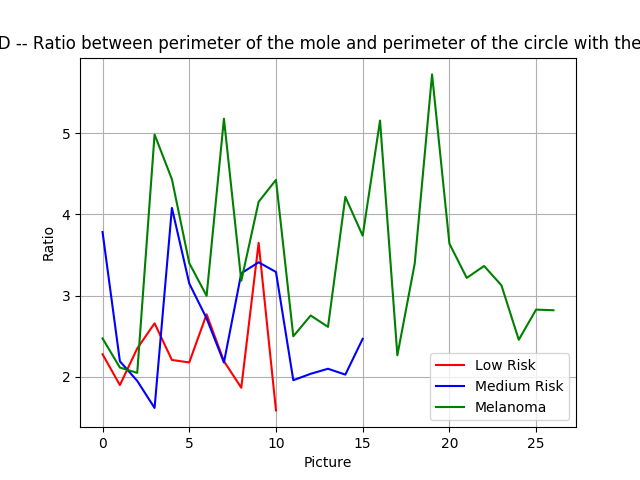 D -- Ratio between perimeter of the mole and perimeter of the circle with the
Ratio
5
4
3
2
0
5
10
15
20
25
Picture
Low Risk
Medium Risk
Melanoma